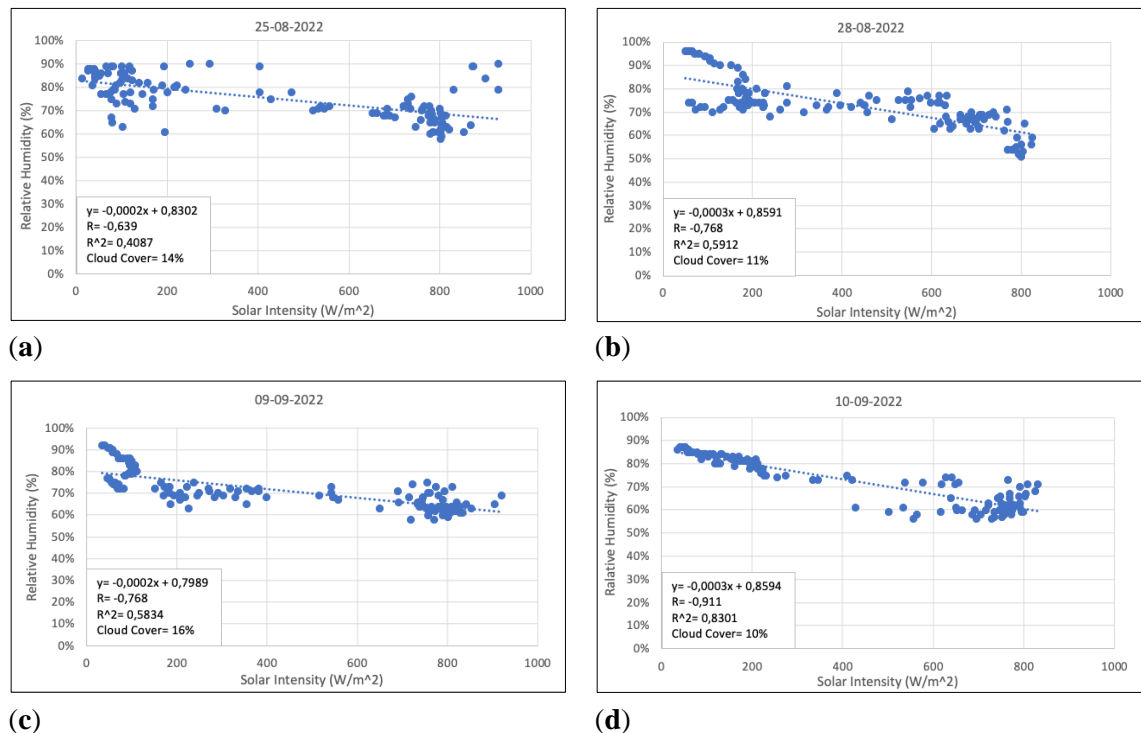 25-08-2022
100%
90%
80%
70%
60%
50%
40%
30%
20%
10%
0%
Relative Humidity (%)
y= -0,0002x + 0,8302
R= -0,639
R^2= 0,4087
Cloud Cover= 14%
0 200 400 600 800 1000
Solar Intensity (W/m^2)
(a)
28-08-2022
100%
90%
80%
70%
60%
50%
40%
30%
20%
10%
0%
Relative Humidity (%)
y= -0,0003x + 0,8591
R= -0,768
R^2= 0,5912
Cloud Cover= 11%
0 200 400 600 800 1000
Solar Intensity (W/m^2)
(b)
09-09-2022
100%
90%
80%
70%
60%
50%
40%
30%
20%
10%
0%
Relative Humidity (%)
y= -0,0002x + 0,7989
R= -0,768
R^2= 0,5834
Cloud Cover= 16%
0 200 400 600 800 1000
Solar Intensity (W/m^2)
(c)
10-09-2022
100%
90%
80%
70%
60%
50%
40%
30%
20%
10%
0%
Ralative Humidity (%)
y= -0,0003x + 0,8594
R= -0,911
R^2= 0,8301
Cloud Cover= 10%
0 200 400 600 800 1000
Solar Intensity (W/m^2)
(d)